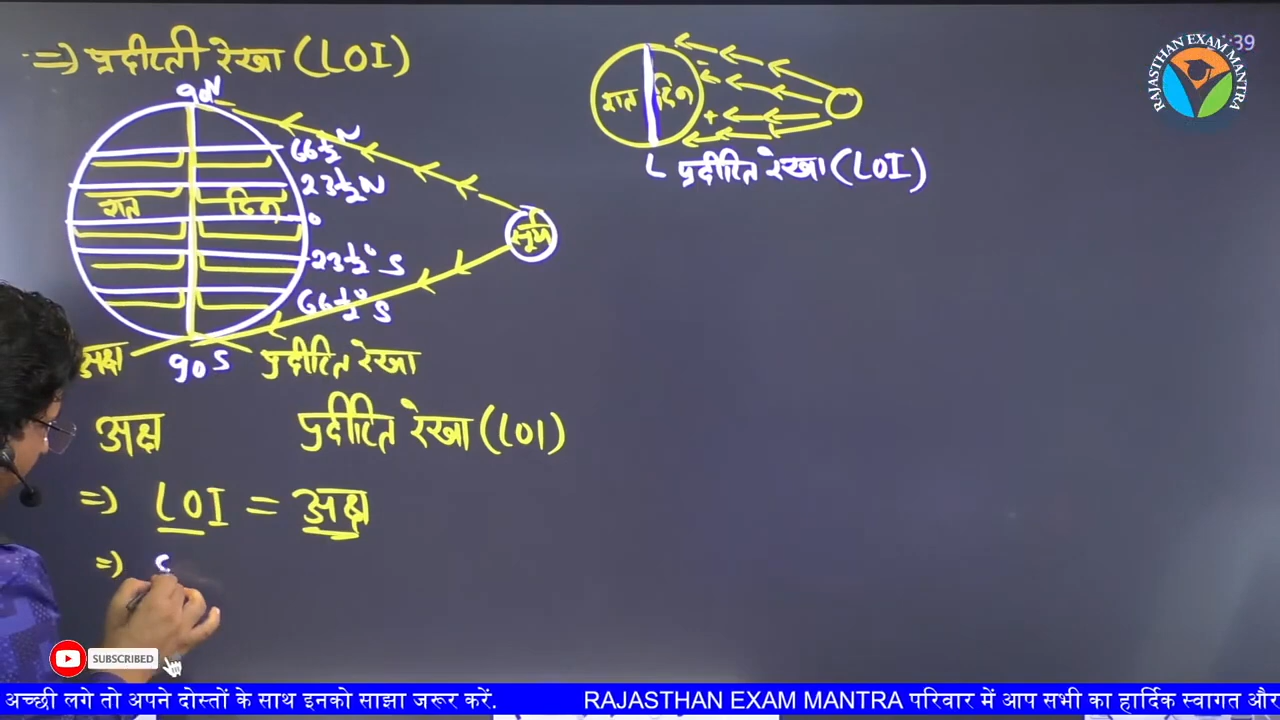 => प्रदीप्ती रेखा (LOI)
90N
66½ N
23½ N
रात दिन 0
23½° S
66½° S
सूर्य
अक्ष 90 S प्रदीप्ति रेखा
अक्ष प्रदीप्ति रेखा (LOI)
=> LOI = अक्ष
=>
रात दिन
प्रदीप्ति रेखा (LOI)
:39
RAJASTHAN EXAM MANTRA
SUBSCRIBED
अच्छी लगे तो अपने दोस्तों के साथ इनको साझा जरूर करें. RAJASTHAN EXAM MANTRA परिवार में आप सभी का हार्दिक स्वागत और